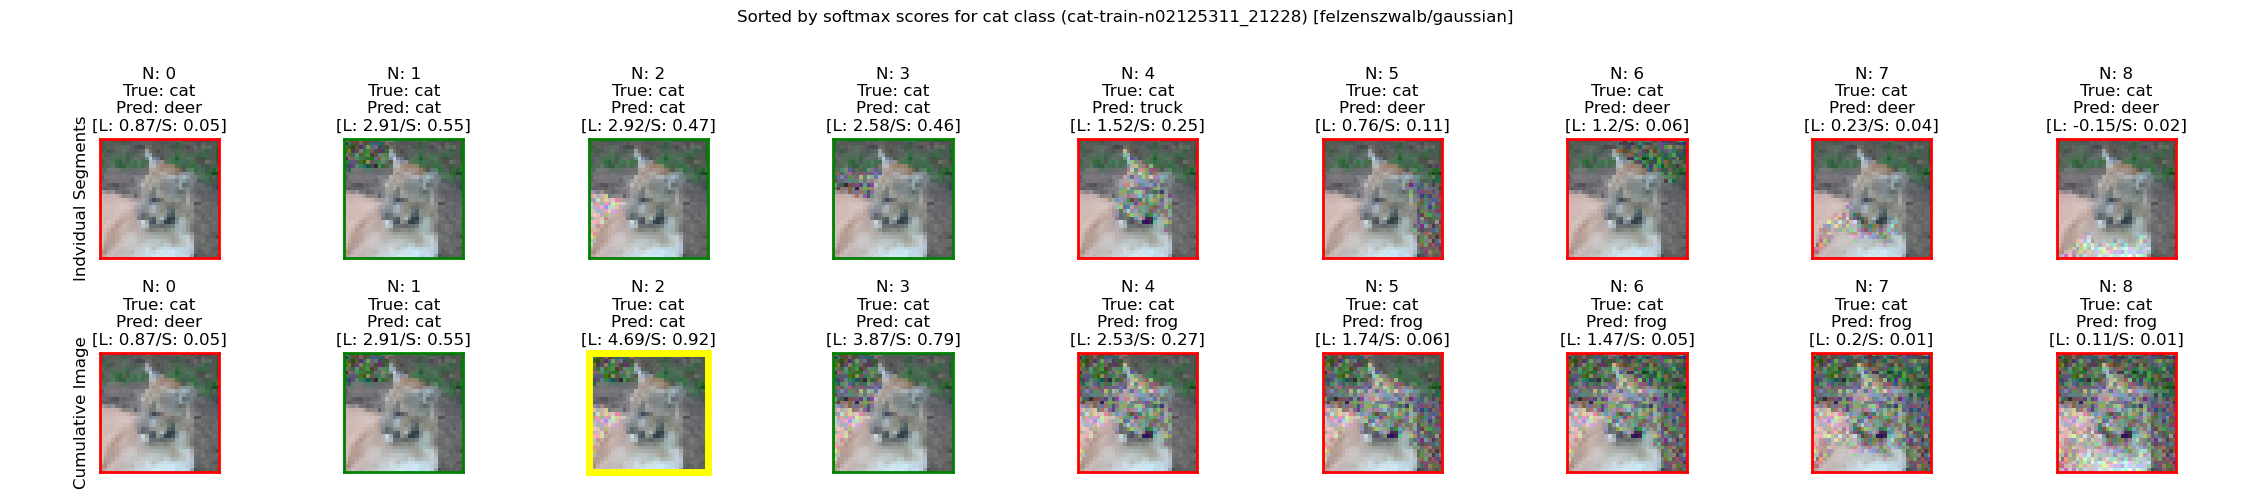 Sorted by softmax scores for cat class (cat-train-n02125311_21228) [felzenszwalb/gaussian]
Indvidual Segments
N: 0
True: cat
Pred: deer
[L: 0.87/S: 0.05]
N: 1
True: cat
Pred: cat
[L: 2.91/S: 0.55]
N: 2
True: cat
Pred: cat
[L: 2.92/S: 0.47]
N: 3
True: cat
Pred: cat
[L: 2.58/S: 0.46]
N: 4
True: cat
Pred: truck
[L: 1.52/S: 0.25]
N: 5
True: cat
Pred: deer
[L: 0.76/S: 0.11]
N: 6
True: cat
Pred: deer
[L: 1.2/S: 0.06]
N: 7
True: cat
Pred: deer
[L: 0.23/S: 0.04]
N: 8
True: cat
Pred: deer
[L: -0.15/S: 0.02]
Cumulative Image
N: 0
True: cat
Pred: deer
[L: 0.87/S: 0.05]
N: 1
True: cat
Pred: cat
[L: 2.91/S: 0.55]
N: 2
True: cat
Pred: cat
[L: 4.69/S: 0.92]
N: 3
True: cat
Pred: cat
[L: 3.87/S: 0.79]
N: 4
True: cat
Pred: frog
[L: 2.53/S: 0.27]
N: 5
True: cat
Pred: frog
[L: 1.74/S: 0.06]
N: 6
True: cat
Pred: frog
[L: 1.47/S: 0.05]
N: 7
True: cat
Pred: frog
[L: 0.2/S: 0.01]
N: 8
True: cat
Pred: frog
[L: 0.11/S: 0.01]